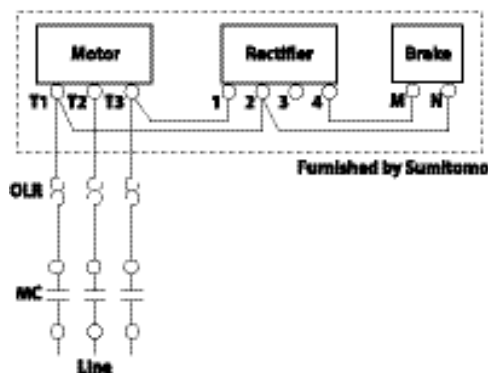 Motor Rectifier Brake
T1 T2 T3 1 2 3 4 M N
Furnished by Sumitomo
OLR
MC
Line